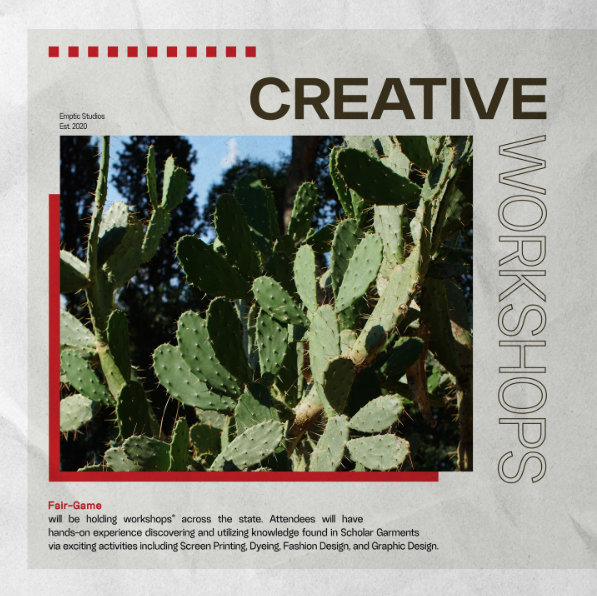 CREATIVE
Emptic Studios
Est. 2020
WORKSHOPS
Fair-Game
will be holding workshops" across the state. Attendees will have
hands-on experience discovering and utilizing knowledge found in Scholar Garments
via exciting activities including Screen Printing, Dyeing, Fashion Design, and Graphic Design.